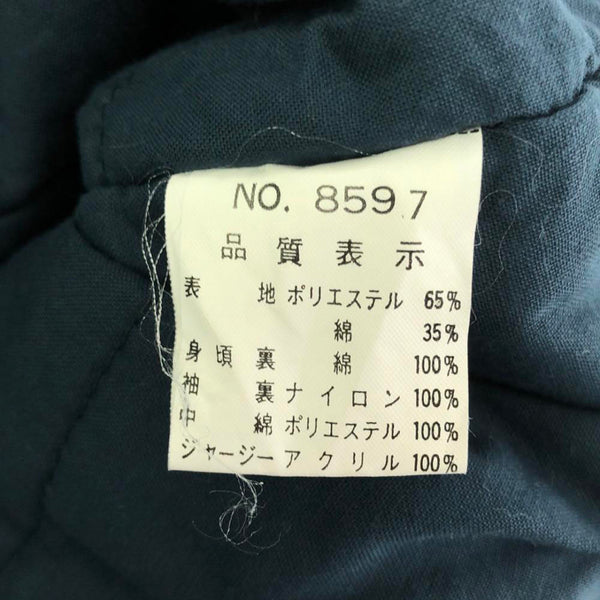 NO. 8597
品質表示
表地 ポリエステル 65%
綿 35%
身頃裏 綿 100%
袖裏 ナイロン 100%
中綿 ポリエステル 100%
ジャージー アクリル 100%